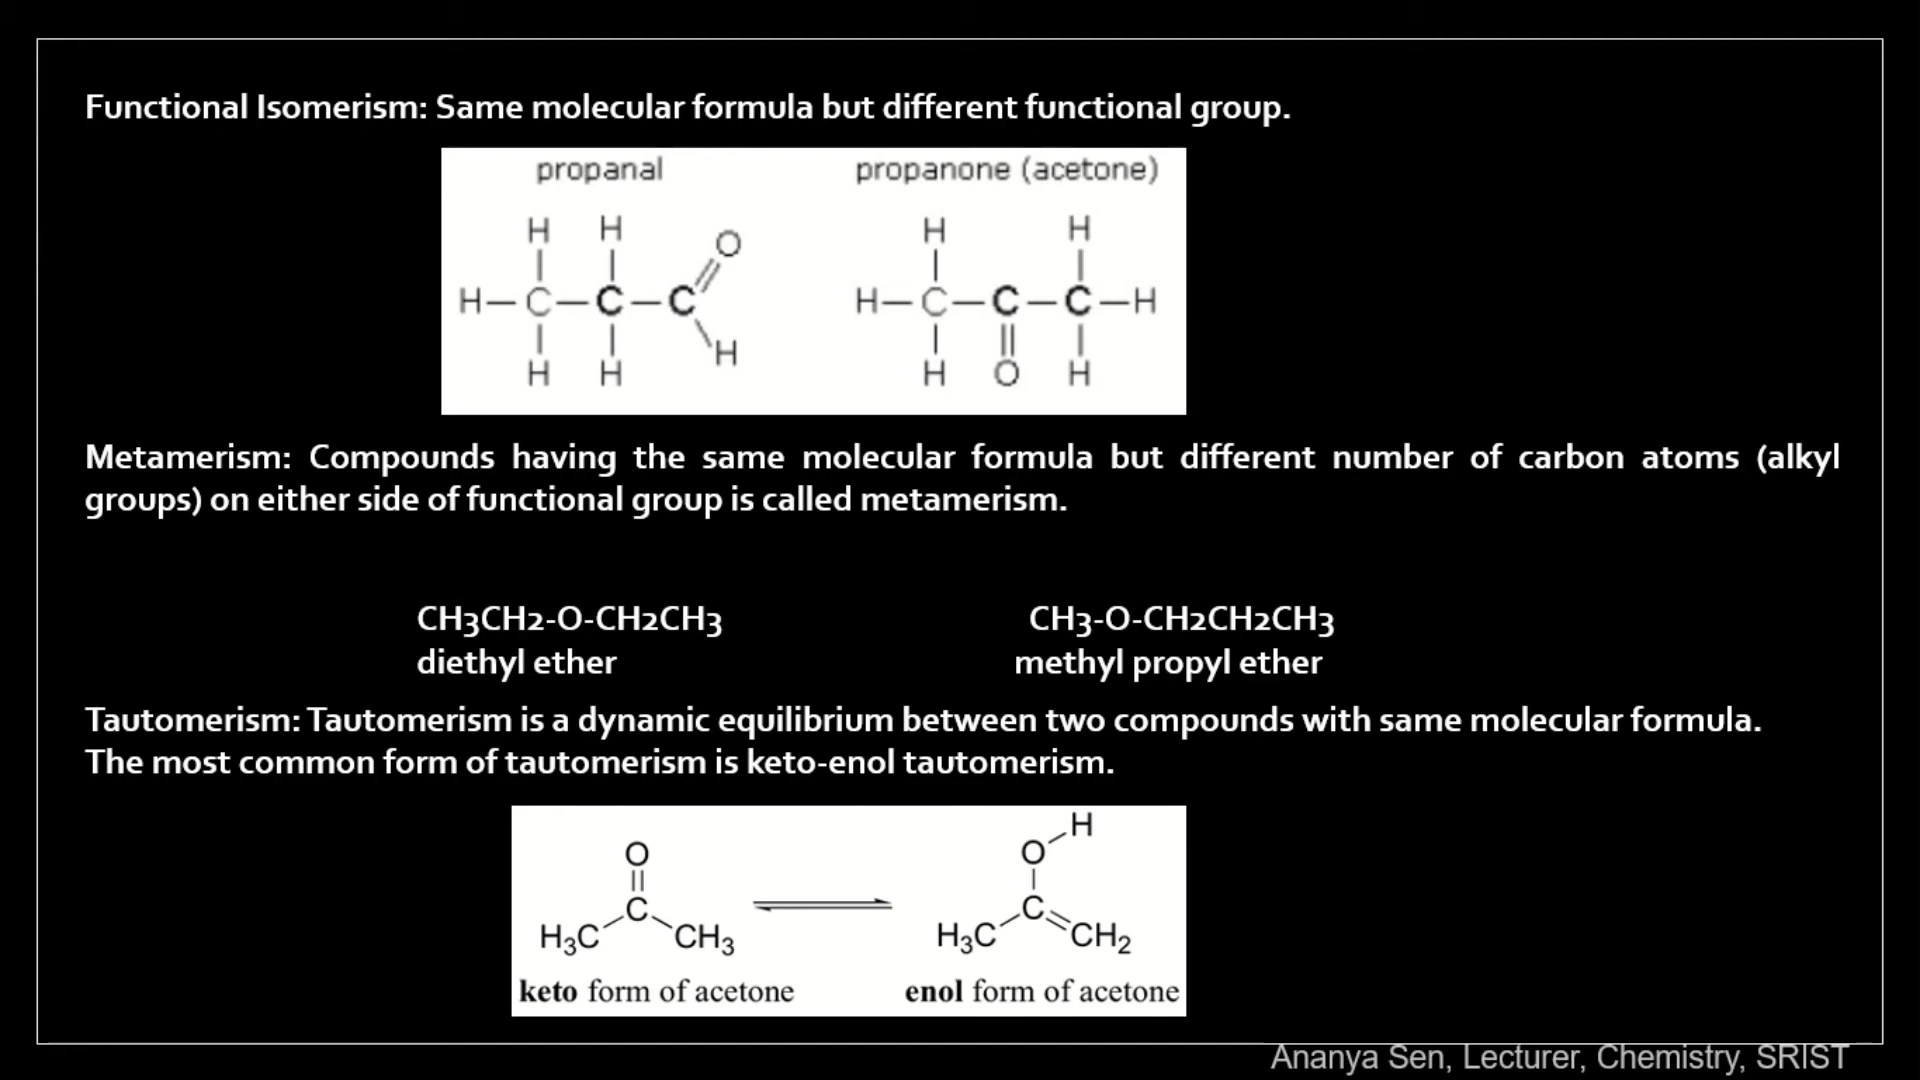 Functional Isomerism: Same molecular formula but different functional group.
propanal propanone (acetone)
H H O H H
H-C-C-C H-C-C-C-H
H H H H O H
Metamerism: Compounds having the same molecular formula but different number of carbon atoms (alkyl
groups) on either side of functional group is called metamerism.
CH3CH2-O-CH2CH3 CH3-O-CH2CH2CH3
diethyl ether methyl propyl ether
Tautomerism: Tautomerism is a dynamic equilibrium between two compounds with same molecular formula.
The most common form of tautomerism is keto-enol tautomerism.
H
O O
C C
H₃C CH₃ H₃C CH₂
keto form of acetone enol form of acetone
Ananya Sen, Lecturer, Chemistry, SRIST